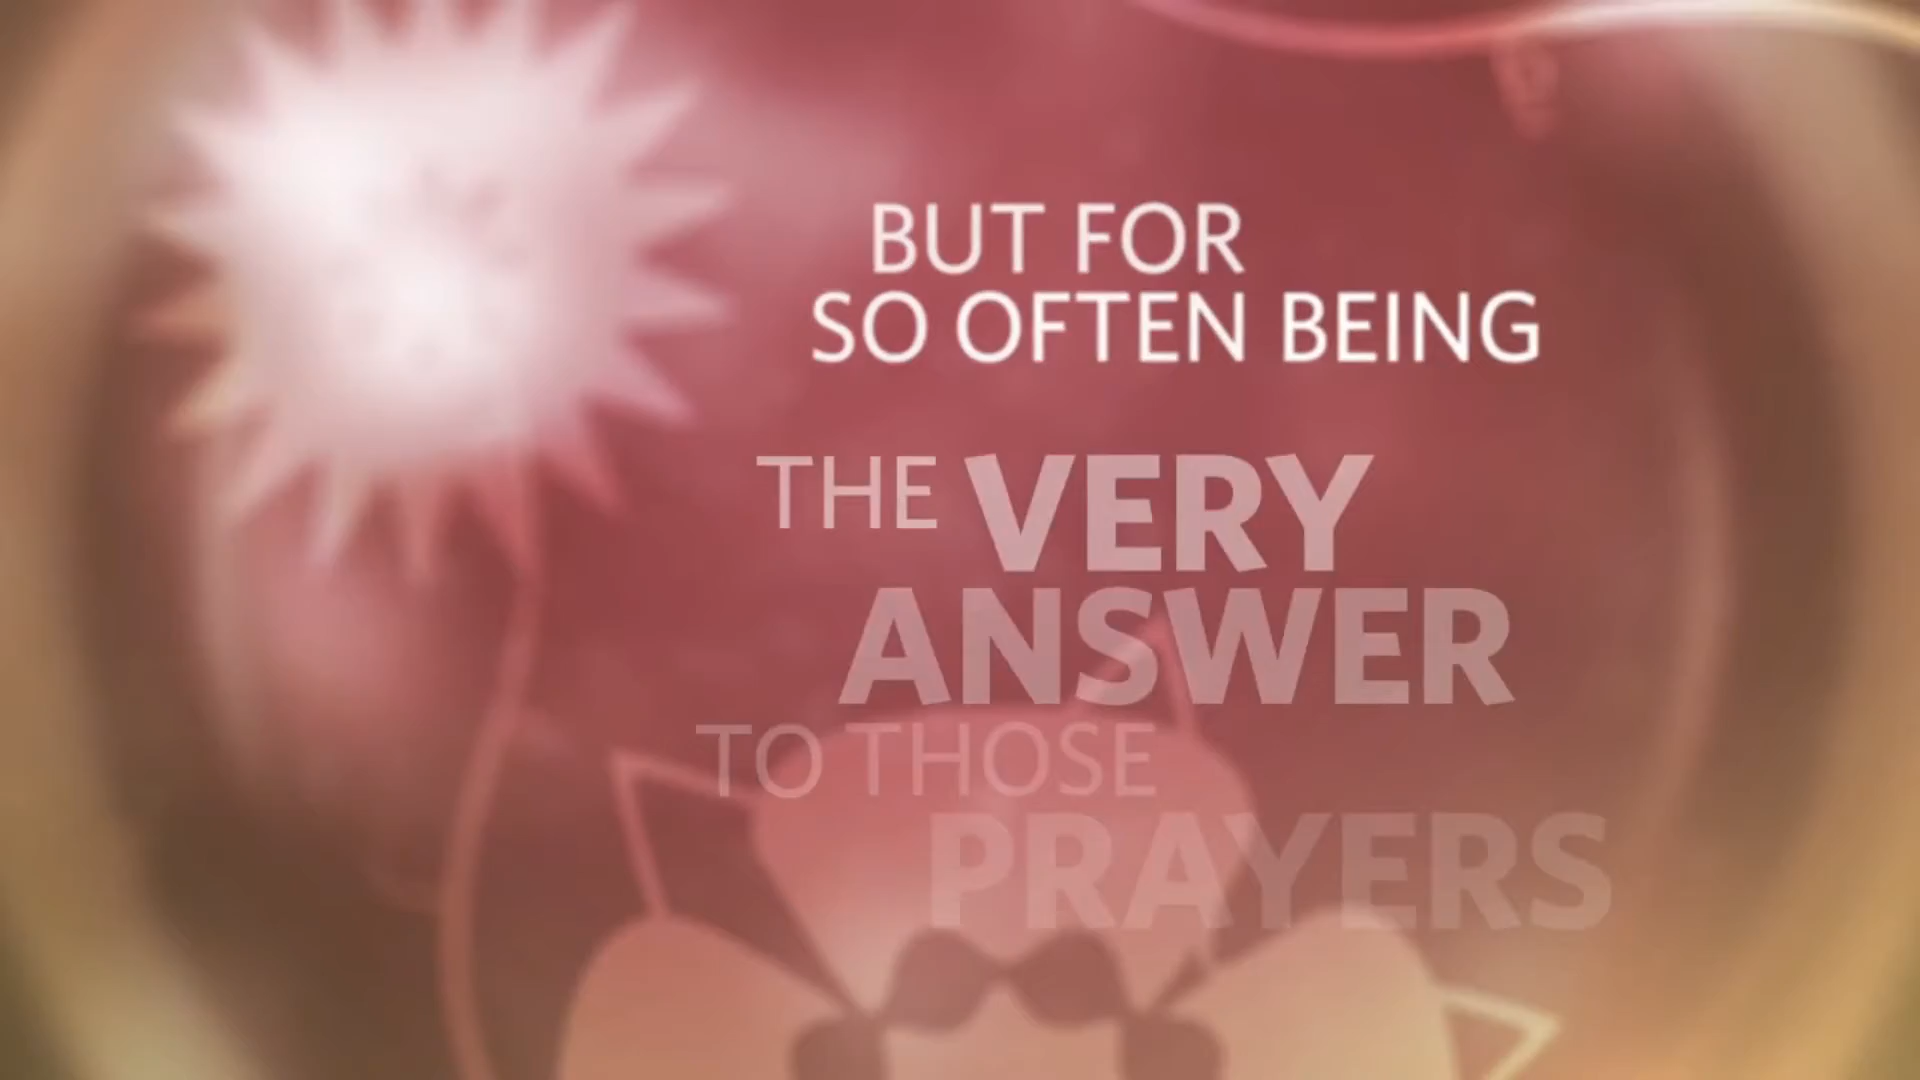 BUT FOR
SO OFTEN BEING
THE VERY
ANSWER
TO THOSE
PRAYERS